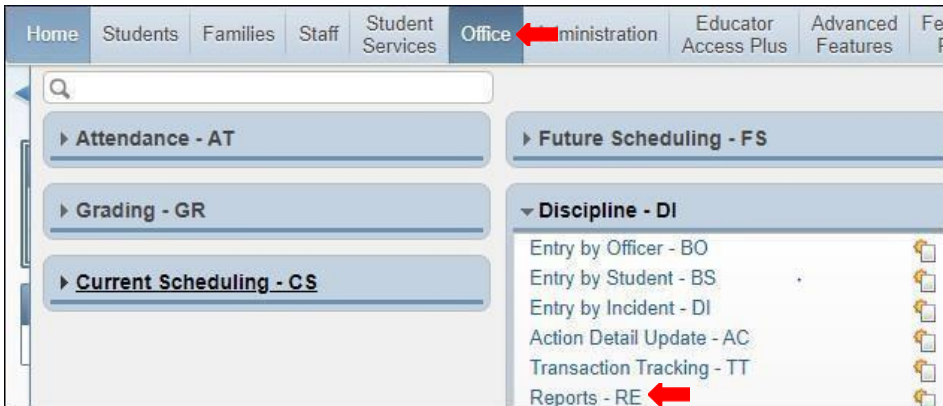 Home Students Families Staff Student Services Office Administration Educator Access Plus Advanced Features
Attendance - AT
Future Scheduling - FS
Grading - GR
Discipline - DI
Entry by Officer - BO
Current Scheduling - CS
Entry by Student - BS
Entry by Incident - DI
Action Detail Update - AC
Transaction Tracking - TT
Reports - RE